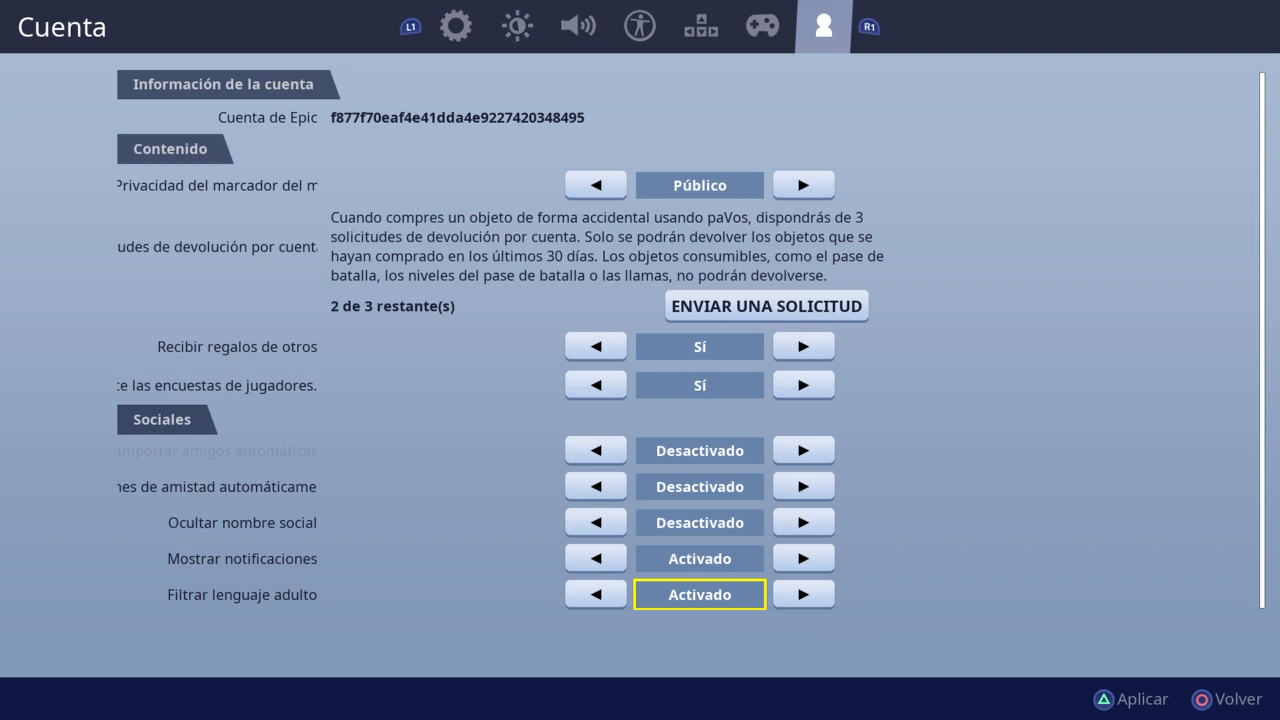 Cuenta
L1
R1
Información de la cuenta
Cuenta de Epic f877f70eaf4e41dda4e9227420348495
Contenido
Privacidad del marcador del m Público
Cuando compres un objeto de forma accidental usando paVos, dispondrás de 3
solicitudes de devolución por cuenta. Solo se podrán devolver los objetos que se
udes de devolución por cuent
hayan comprado en los últimos 30 días. Los objetos consumibles, como el pase de
batalla, los niveles del pase de batalla o las llamas, no podrán devolverse.
2 de 3 restante(s) ENVIAR UNA SOLICITUD
Recibir regalos de otros Sí
te las encuestas de jugadores. Sí
Sociales
Importar amigos automáticar Desactivado
nes de amistad automáticame Desactivado
Ocultar nombre social Desactivado
Mostrar notificaciones Activado
Filtrar lenguaje adulto Activado
Aplicar Volver